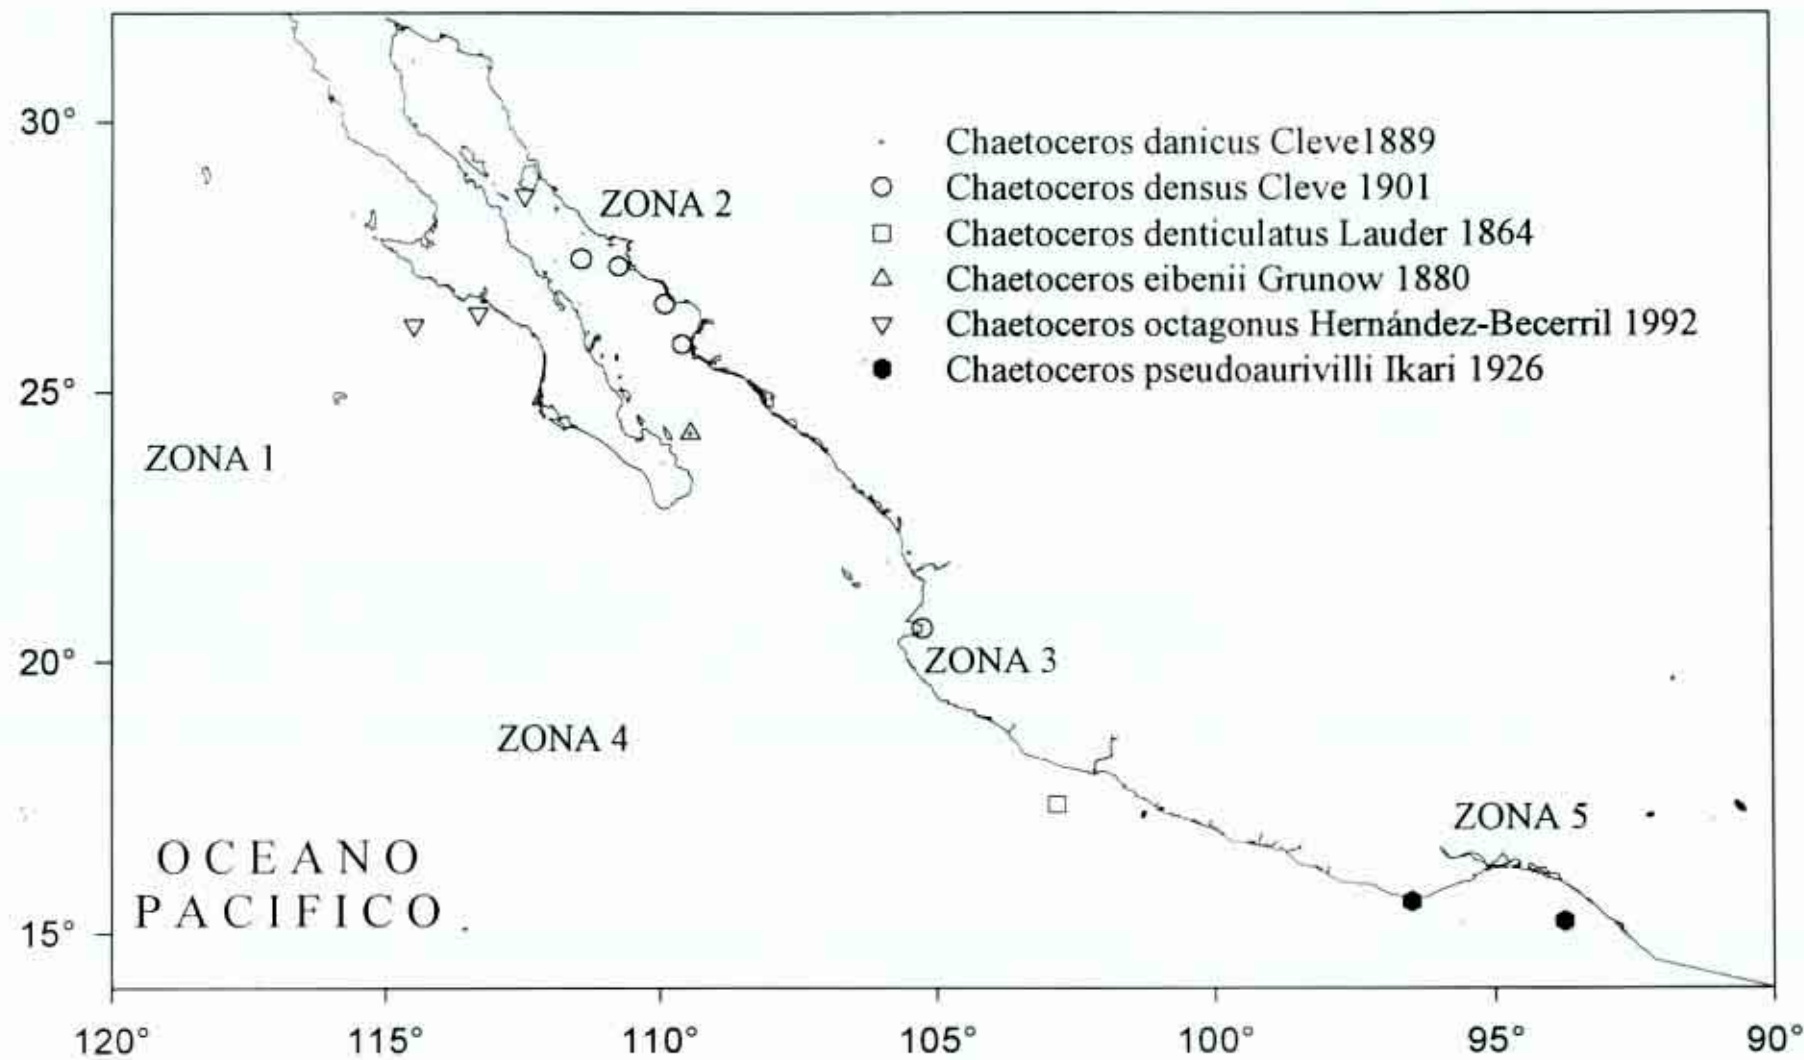 30°
25°
20°
15°
120°
115°
110°
105°
100°
95°
90°
Chaetoceros danicus Cleve1889
Chaetoceros densus Cleve 1901
Chaetoceros denticulatus Lauder 1864
Chaetoceros eibenii Grunow 1880
Chaetoceros octagonus Hernández-Becerril 1992
Chaetoceros pseudoaurivilli Ikari 1926
ZONA 2
ZONA 1
ZONA 3
ZONA 4
ZONA 5
OCEANO
PACIFICO